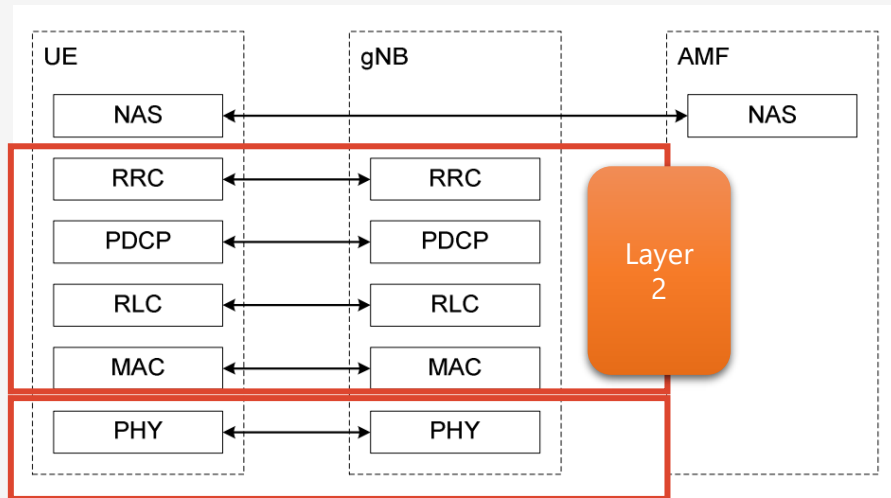 UE gNB AMF
NAS NAS
RRC RRC
PDCP PDCP
RLC RLC
MAC MAC
PHY PHY
Layer
2